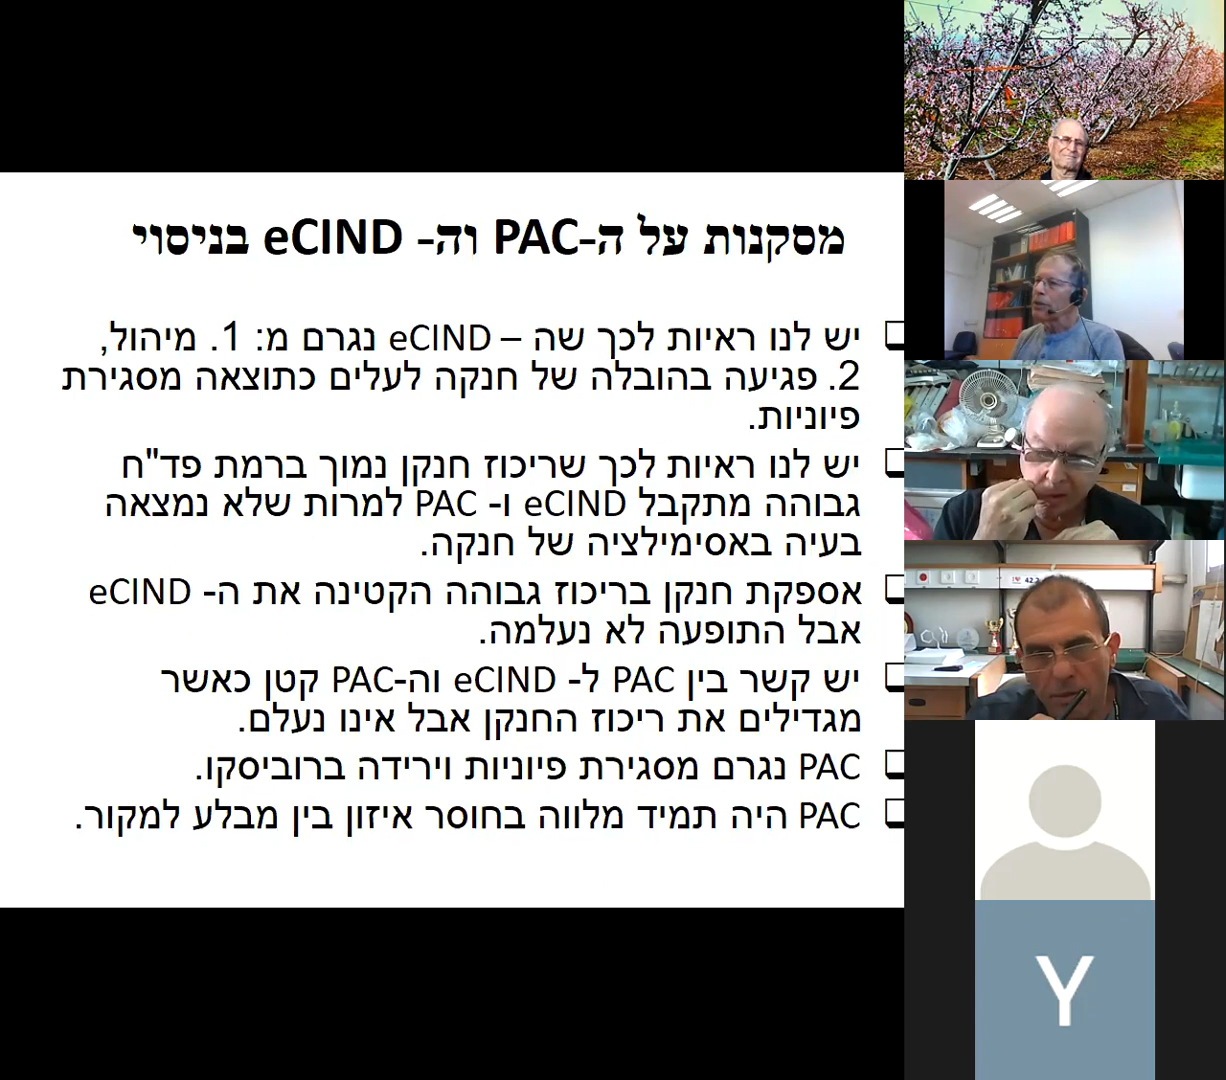 מסקנות על ה-PAC וה- eCIND בניסוי
יש לנו ראיות לכך שה – eCIND נגרם מ: 1. מיהול,
2. פגיעה בהובלה של חנקה לעלים כתוצאה מסגירת
פיוניות.
יש לנו ראיות לכך שריכוז חנקן נמוך ברמת פד"ח
גבוהה מתקבל eCIND ו- PAC למרות שלא נמצאה
בעיה באסימילציה של חנקה.
אספקת חנקן בריכוז גבוהה הקטינה את ה- eCIND
אבל התופעה לא נעלמה.
יש קשר בין PAC ל- eCIND וה-PAC קטן כאשר
מגדילים את ריכוז החנקן אבל אינו נעלם.
PAC נגרם מסגירת פיוניות וירידה ברוביסקו.
PAC היה תמיד מלווה בחוסר איזון בין מבלע למקור.
Y